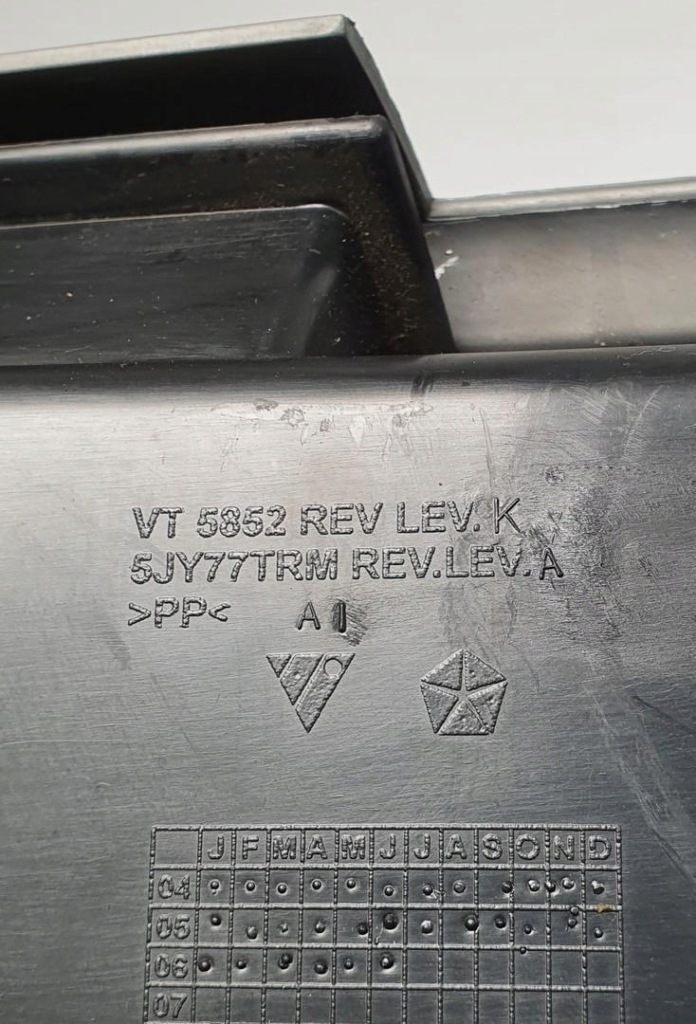 VT 5852 REV LEV. K
5JY77TRM REV.LEV. A
>PP< A I
J F M A M J J A S O N D
04
05
06
07